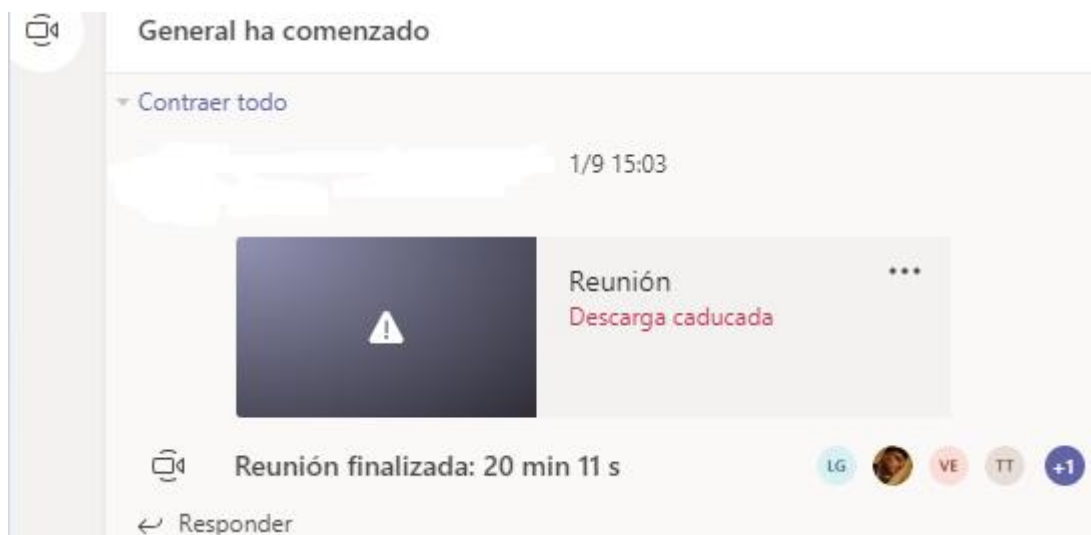 General ha comenzado
Contraer todo
1/9 15:03
Reunión
Descarga caducada
Reunión finalizada: 20 min 11 s
LG VE TT +1
Responder